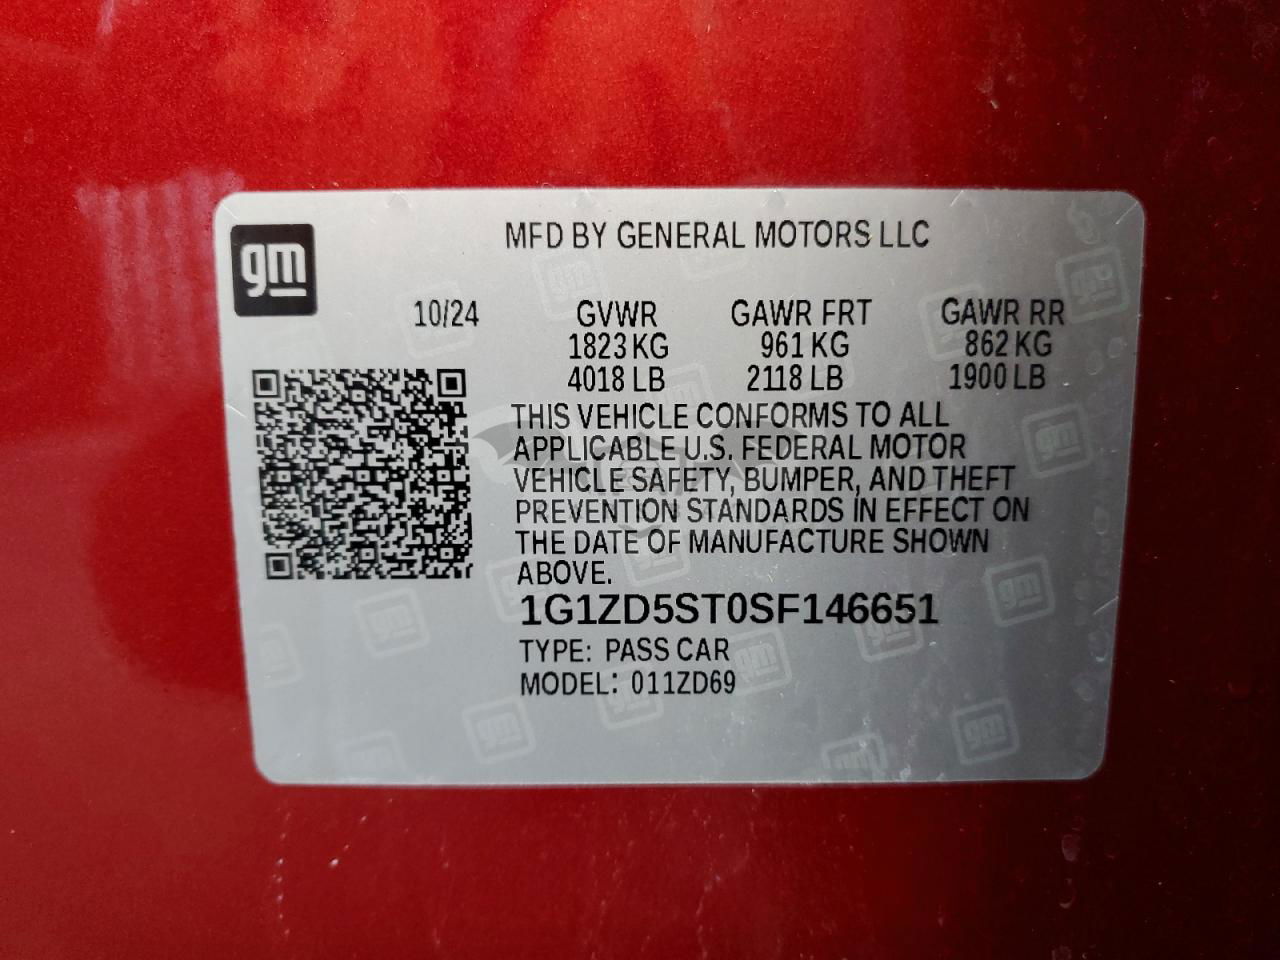 gm
MFD BY GENERAL MOTORS LLC
10/24 GVWR GAWR FRT GAWR RR
1823 KG 961 KG 862 KG
4018 LB 2118 LB 1900 LB
THIS VEHICLE CONFORMS TO ALL
APPLICABLE U.S. FEDERAL MOTOR
VEHICLE SAFETY, BUMPER, AND THEFT
PREVENTION STANDARDS IN EFFECT ON
THE DATE OF MANUFACTURE SHOWN
ABOVE.
1G1ZD5ST0SF146651
TYPE: PASS CAR
MODEL: 011ZD69